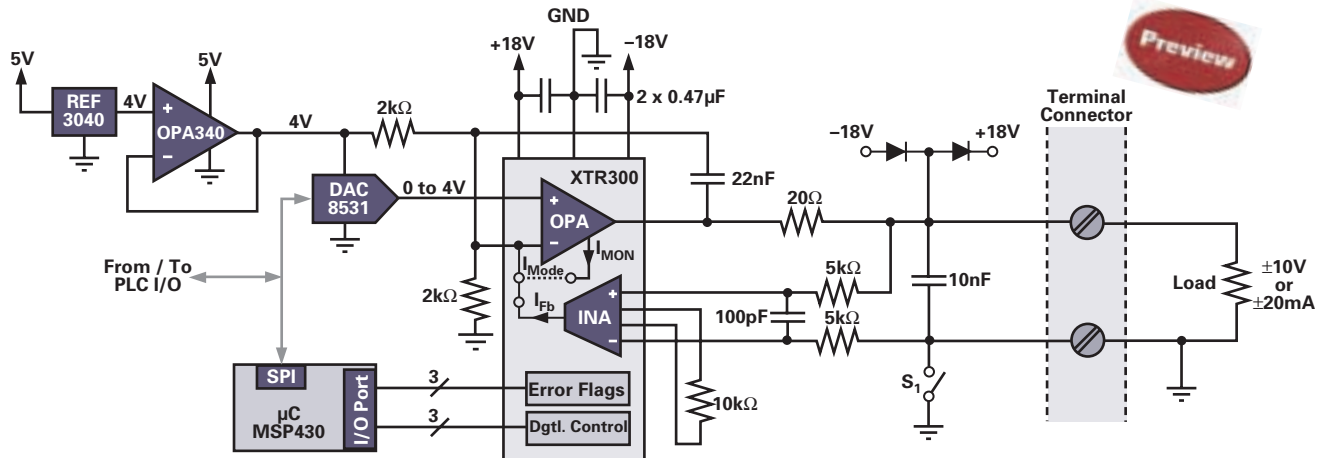 GND
Preview
+18V
−18V
5V
5V
REF
3040
4V
+
OPA340
−
4V
2kΩ
2 x 0.47µF
Terminal
Connector
−18V
+18V
XTR300
DAC
8531
0 to 4V
22nF
+
OPA
−
20Ω
I MON
I Mode
From / To
PLC I/O
2kΩ
I Fb
INA
+
−
5kΩ
100pF
5kΩ
10nF
Load
±10V
or
±20mA
SPI
µC
MSP430
I/O Port
3
3
Error Flags
Dgtl. Control
10kΩ
S1